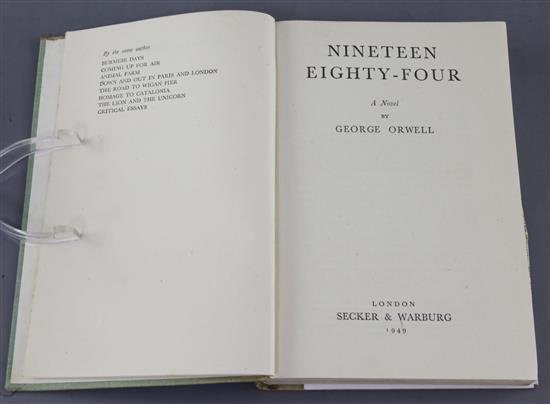 By the same author
BURMESE DAYS
COMING UP FOR AIR
ANIMAL FARM
DOWN AND OUT IN PARIS AND LONDON
THE ROAD TO WIGAN PIER
HOMAGE TO CATALONIA
THE LION AND THE UNICORN
CRITICAL ESSAYS
NINETEEN
EIGHTY-FOUR
A Novel
BY
GEORGE ORWELL
LONDON
SECKER & WARBURG
1949